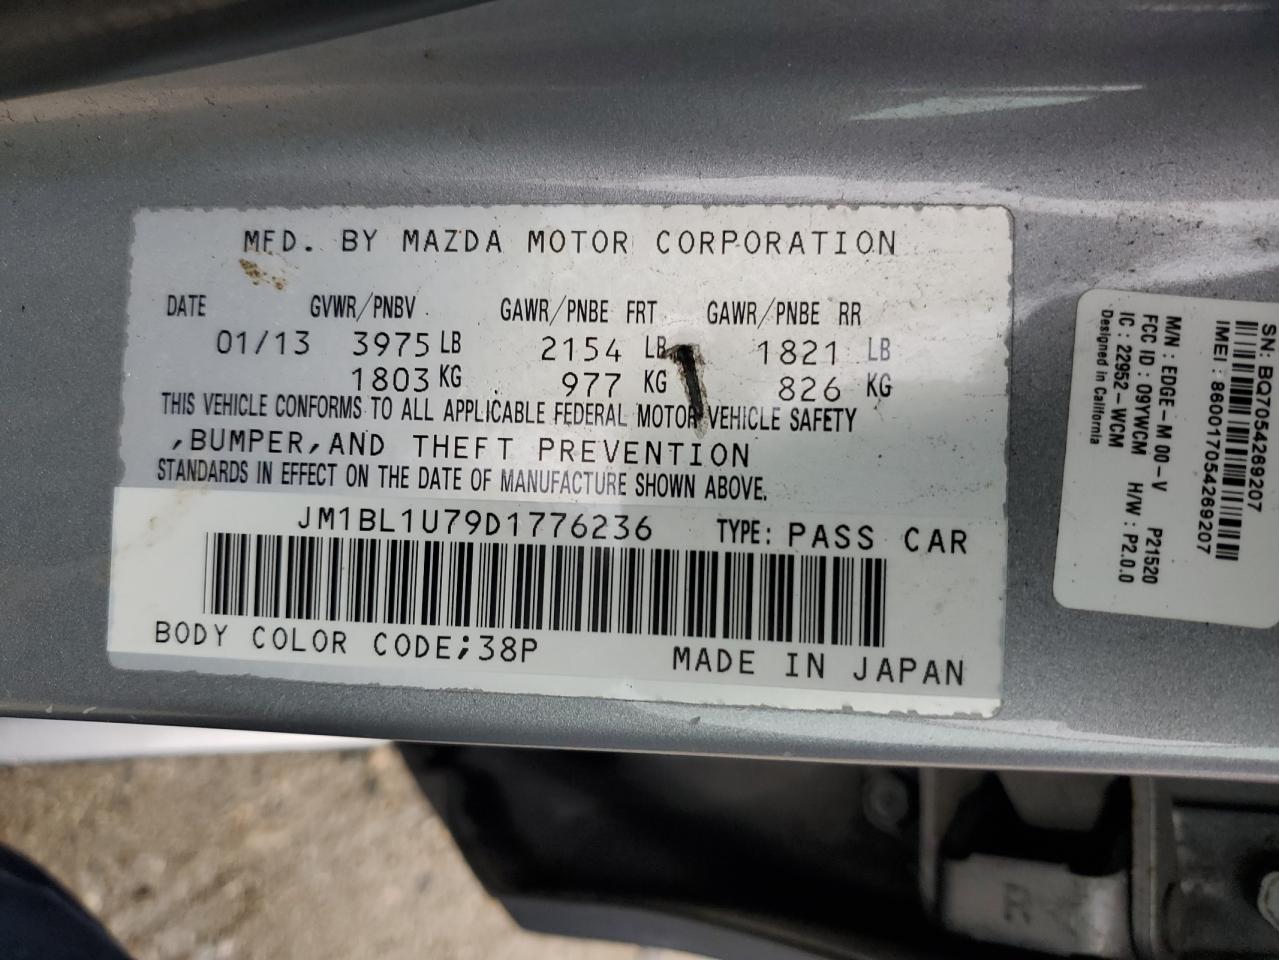 MFD. BY MAZDA MOTOR CORPORATION
DATE GVWR/PNBV GAWR/PNBE FRT GAWR/PNBE RR
01/13 3975 LB 2154 LB 1821 LB
1803 KG 977 KG 826 KG
THIS VEHICLE CONFORMS TO ALL APPLICABLE FEDERAL MOTOR VEHICLE SAFETY
,BUMPER,AND THEFT PREVENTION
STANDARDS IN EFFECT ON THE DATE OF MANUFACTURE SHOWN ABOVE.
JM1BL1U79D1776236 TYPE: PASS CAR
BODY COLOR CODE;38P MADE IN JAPAN
SN: BQ7054269207
IMEI : 860017054269207
M/N : EDGE-M 00-V P21520
FCC ID : 09YWCM H/W : P2.0.0
IC : 22952-WCM
Designed in California